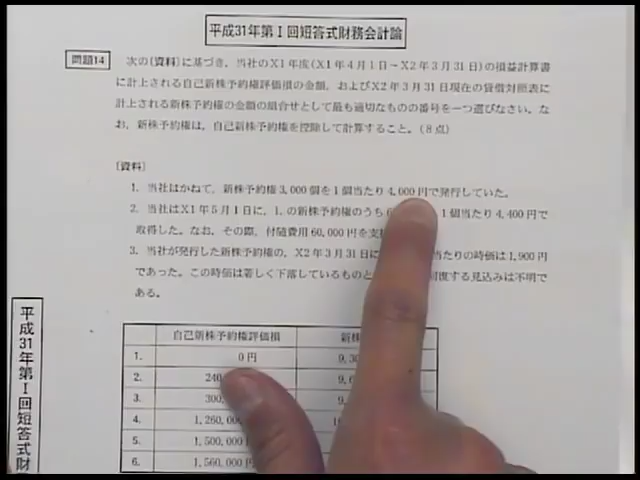 平成31年第Ⅰ回短答式財務会計論
問題14 次の〔資料〕に基づき，当社のX1年度(X1年4月1日～X2年3月31日)の損益計算書
に計上される自己新株予約権評価損の金額，およびX2年3月31日現在の貸借対照表に
計上される新株予約権の金額の組合せとして最も適切なものの番号を一つ選びなさい。な
お，新株予約権は，自己新株予約権を控除して計算すること。(8点)
〔資料〕
1. 当社はかねて，新株予約権3,000個を1個当たり4,000円で発行していた。
2. 当社はX1年5月1日に，1.の新株予約権のうち 1個当たり4,400円で
取得した。なお，その際，付随費用60,000円を支
3. 当社が発行した新株予約権の，X2年3月31日に 当たりの時価は1,900円
であった。この時価は著しく下落しているものと 回復する見込みは不明で
ある。
自己新株予約権評価損 新株
1. 0円 9,30
2. 240
3. 300,
4. 1,260,000
5. 1,500,000円
6. 1,560,000円
平成31年第Ⅰ回短答式財